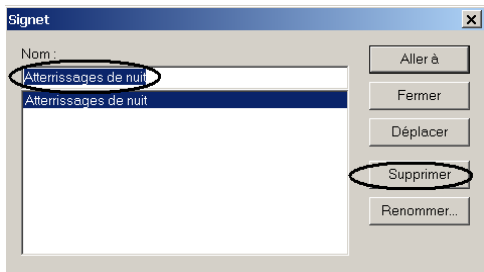 Signet
Nom :
Atterrissages de nuit
Atterrissages de nuit
Aller à
Fermer
Déplacer
Supprimer
Renommer...